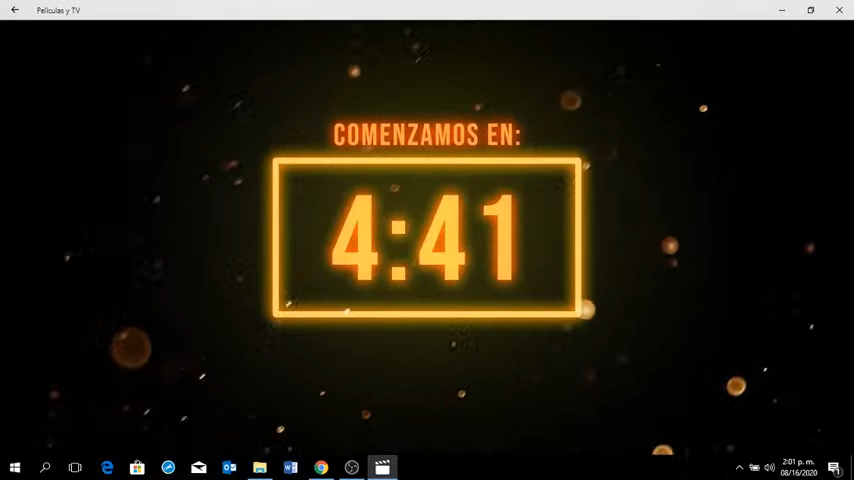 Películas y TV
COMENZAMOS EN:
4:41
2:01 p. m.
08/16/2020